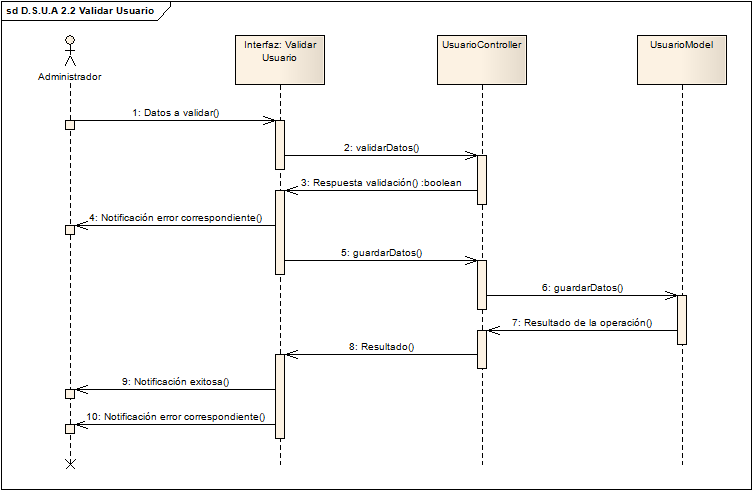 sd D.S.U.A 2.2 Validar Usuario
Administrador
Interfaz: Validar
Usuario
UsuarioController
UsuarioModel
1: Datos a validar()
2: validarDatos()
3: Respuesta validación() :boolean
4: Notificación error correspondiente()
5: guardarDatos()
6: guardarDatos()
7: Resultado de la operación()
8: Resultado()
9: Notificación exitosa()
10: Notificación error correspondiente()